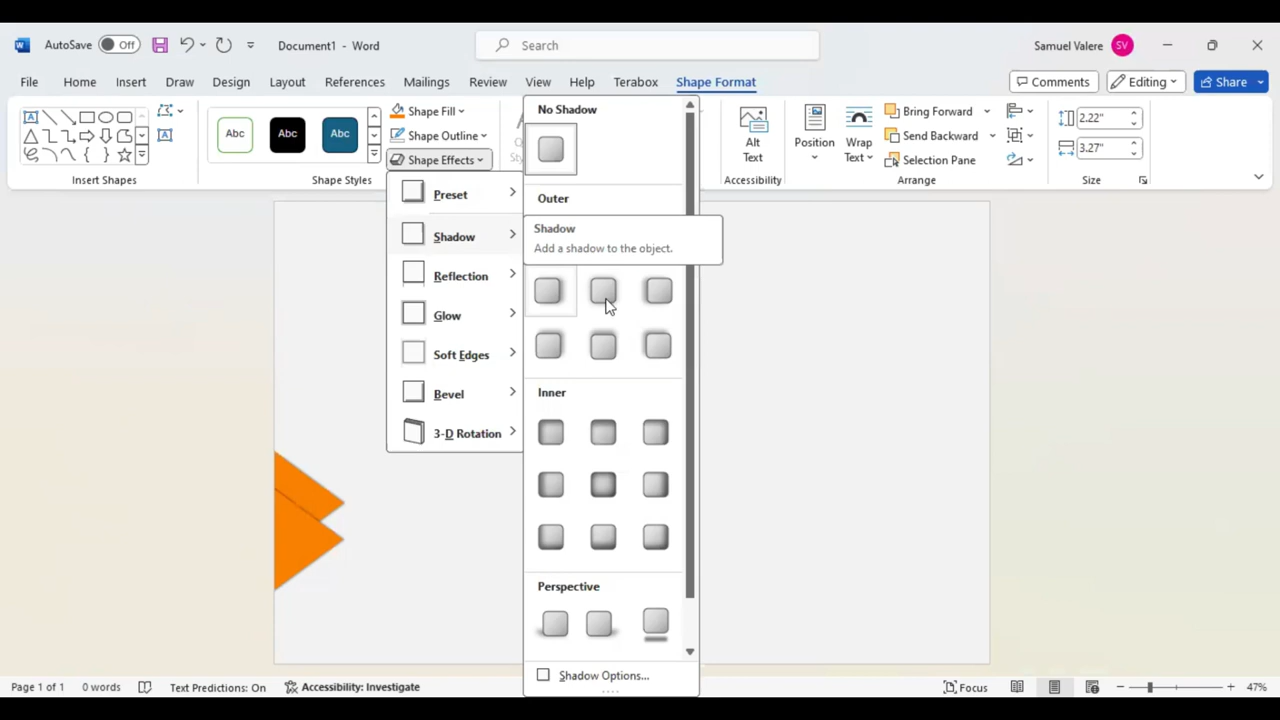 AutoSave Off Document1 - Word Search Samuel Valere SV
File Home Insert Draw Design Layout References Mailings Review View Help Terabox Shape Format Comments Editing Share
Abc Abc Abc
Shape Fill
Shape Outline
Shape Effects
Alt Text
Position
Wrap Text
Bring Forward
Send Backward
Selection Pane
2.22"
3.27"
Insert Shapes Shape Styles Accessibility Arrange Size
Preset
Shadow
Reflection
Glow
Soft Edges
Bevel
3-D Rotation
No Shadow
Outer
Shadow
Add a shadow to the object.
Inner
Perspective
Shadow Options...
Page 1 of 1 0 words Text Predictions: On Accessibility: Investigate Focus 47%